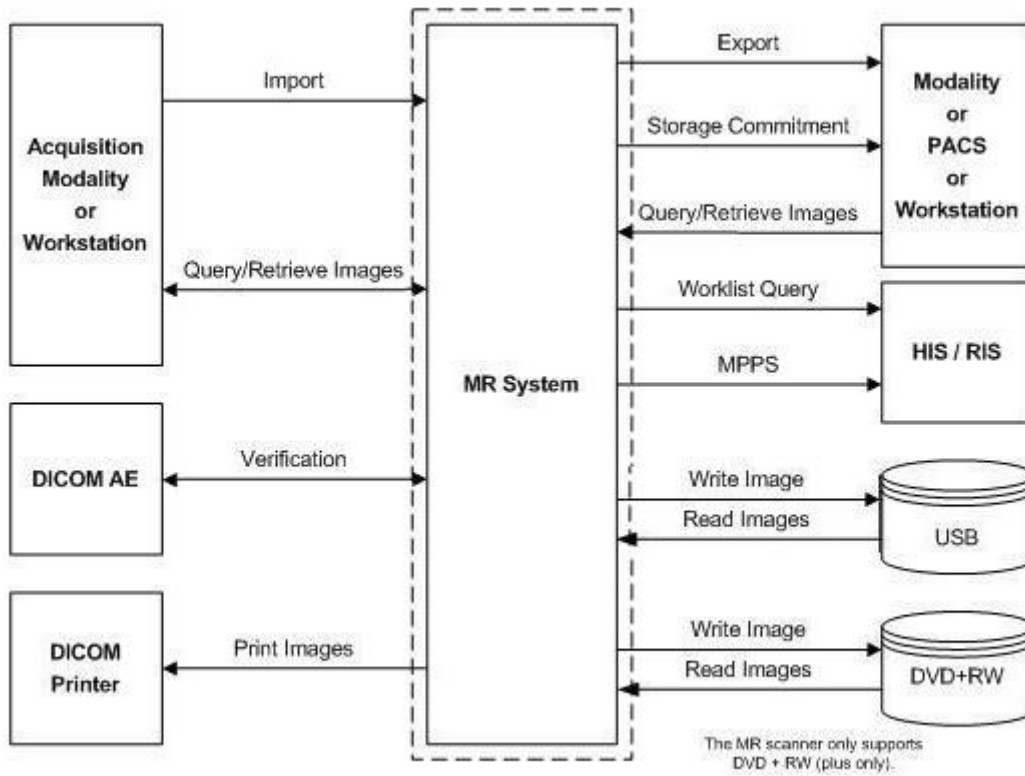 Acquisition
Modality
or
Workstation
Import
Query/Retrieve Images
DICOM AE
Verification
DICOM
Printer
Print Images
MR System
Export
Storage Commitment
Query/Retrieve Images
Modality
or
PACS
or
Workstation
Worklist Query
MPPS
HIS / RIS
Write Image
Read Images
USB
Write Image
Read Images
DVD+RW
The MR scanner only supports
DVD + RW (plus only).